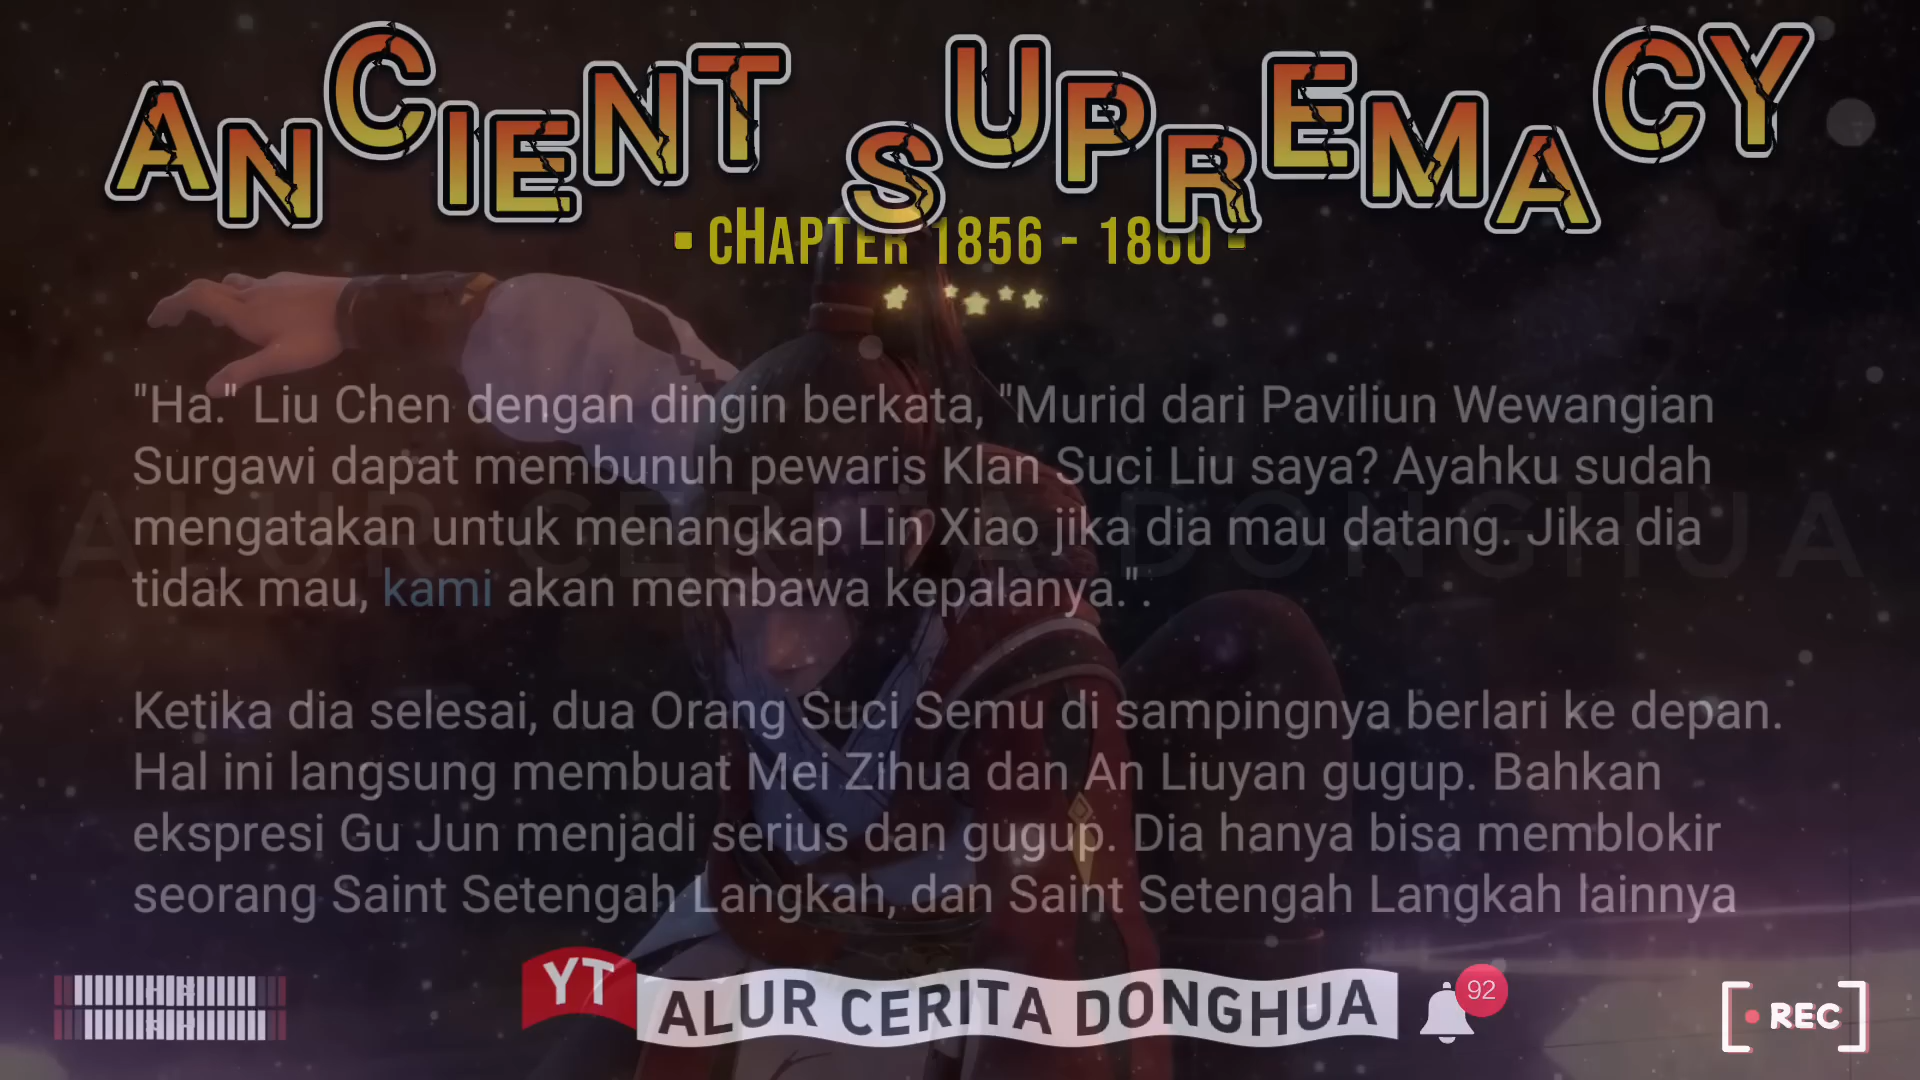 ANCIENT SUPREMACY
▪ CHAPTER 1856 - 1860 ▪
"Ha." Liu Chen dengan dingin berkata, "Murid dari Paviliun Wewangian
Surgawi dapat membunuh pewaris Klan Suci Liu saya? Ayahku sudah
ALUR CERITA DONGHUA
mengatakan untuk menangkap Lin Xiao jika dia mau datang. Jika dia
tidak mau, kami akan membawa kepalanya.".
Ketika dia selesai, dua Orang Suci Semu di sampingnya berlari ke depan.
Hal ini langsung membuat Mei Zihua dan An Liuyan gugup. Bahkan
ekspresi Gu Jun menjadi serius dan gugup. Dia hanya bisa memblokir
seorang Saint Setengah Langkah, dan Saint Setengah Langkah lainnya
YT ALUR CERITA DONGHUA
92
REC